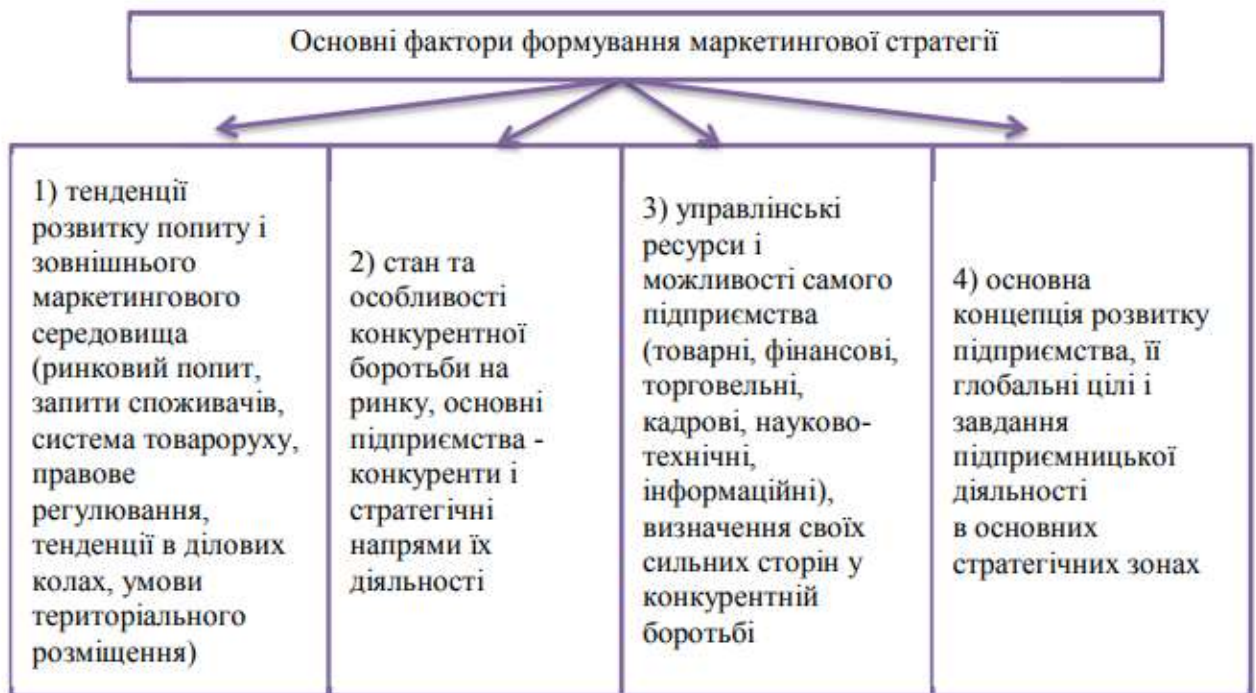 Основні фактори формування маркетингової стратегії
1) тенденції
розвитку попиту і
зовнішнього
маркетингового
середовища
(ринковий попит,
запити споживачів,
система товароруху,
правове
регулювання,
тенденції в ділових
колах, умови
територіального
розміщення)
2) стан та
особливості
конкурентної
боротьби на
ринку, основні
підприємства -
конкуренти і
стратегічні
напрями їх
діяльності
3) управлінські
ресурси і
можливості самого
підприємства
(товарні, фінансові,
торговельні,
кадрові, науково-
технічні,
інформаційні),
визначення своїх
сильних сторін у
конкурентній
боротьбі
4) основна
концепція розвитку
підприємства, її
глобальні цілі і
завдання
підприємницької
діяльності
в основних
стратегічних зонах